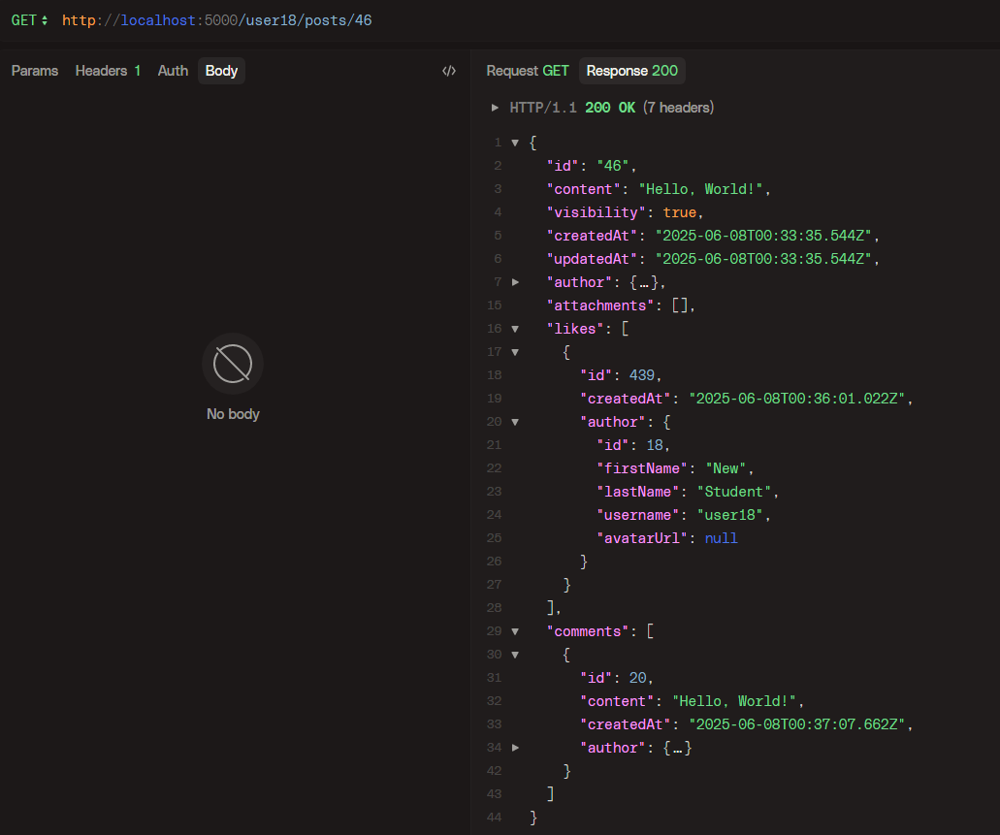 GET http://localhost:5000/user18/posts/46
Params Headers 1 Auth Body </>
No body
Request GET Response 200
▶ HTTP/1.1 200 OK (7 headers)
1 ▼ {
2 "id": "46",
3 "content": "Hello, World!",
4 "visibility": true,
5 "createdAt": "2025-06-08T00:33:35.544Z",
6 "updatedAt": "2025-06-08T00:33:35.544Z",
7 ▶ "author": {…},
15 "attachments": [],
16 ▼ "likes": [
17 ▼ {
18 "id": 439,
19 "createdAt": "2025-06-08T00:36:01.022Z",
20 ▼ "author": {
21 "id": 18,
22 "firstName": "New",
23 "lastName": "Student",
24 "username": "user18",
25 "avatarUrl": null
26 }
27 }
28 ],
29 ▼ "comments": [
30 ▼ {
31 "id": 20,
32 "content": "Hello, World!",
33 "createdAt": "2025-06-08T00:37:07.662Z",
34 ▶ "author": {…}
42 }
43 ]
44 }